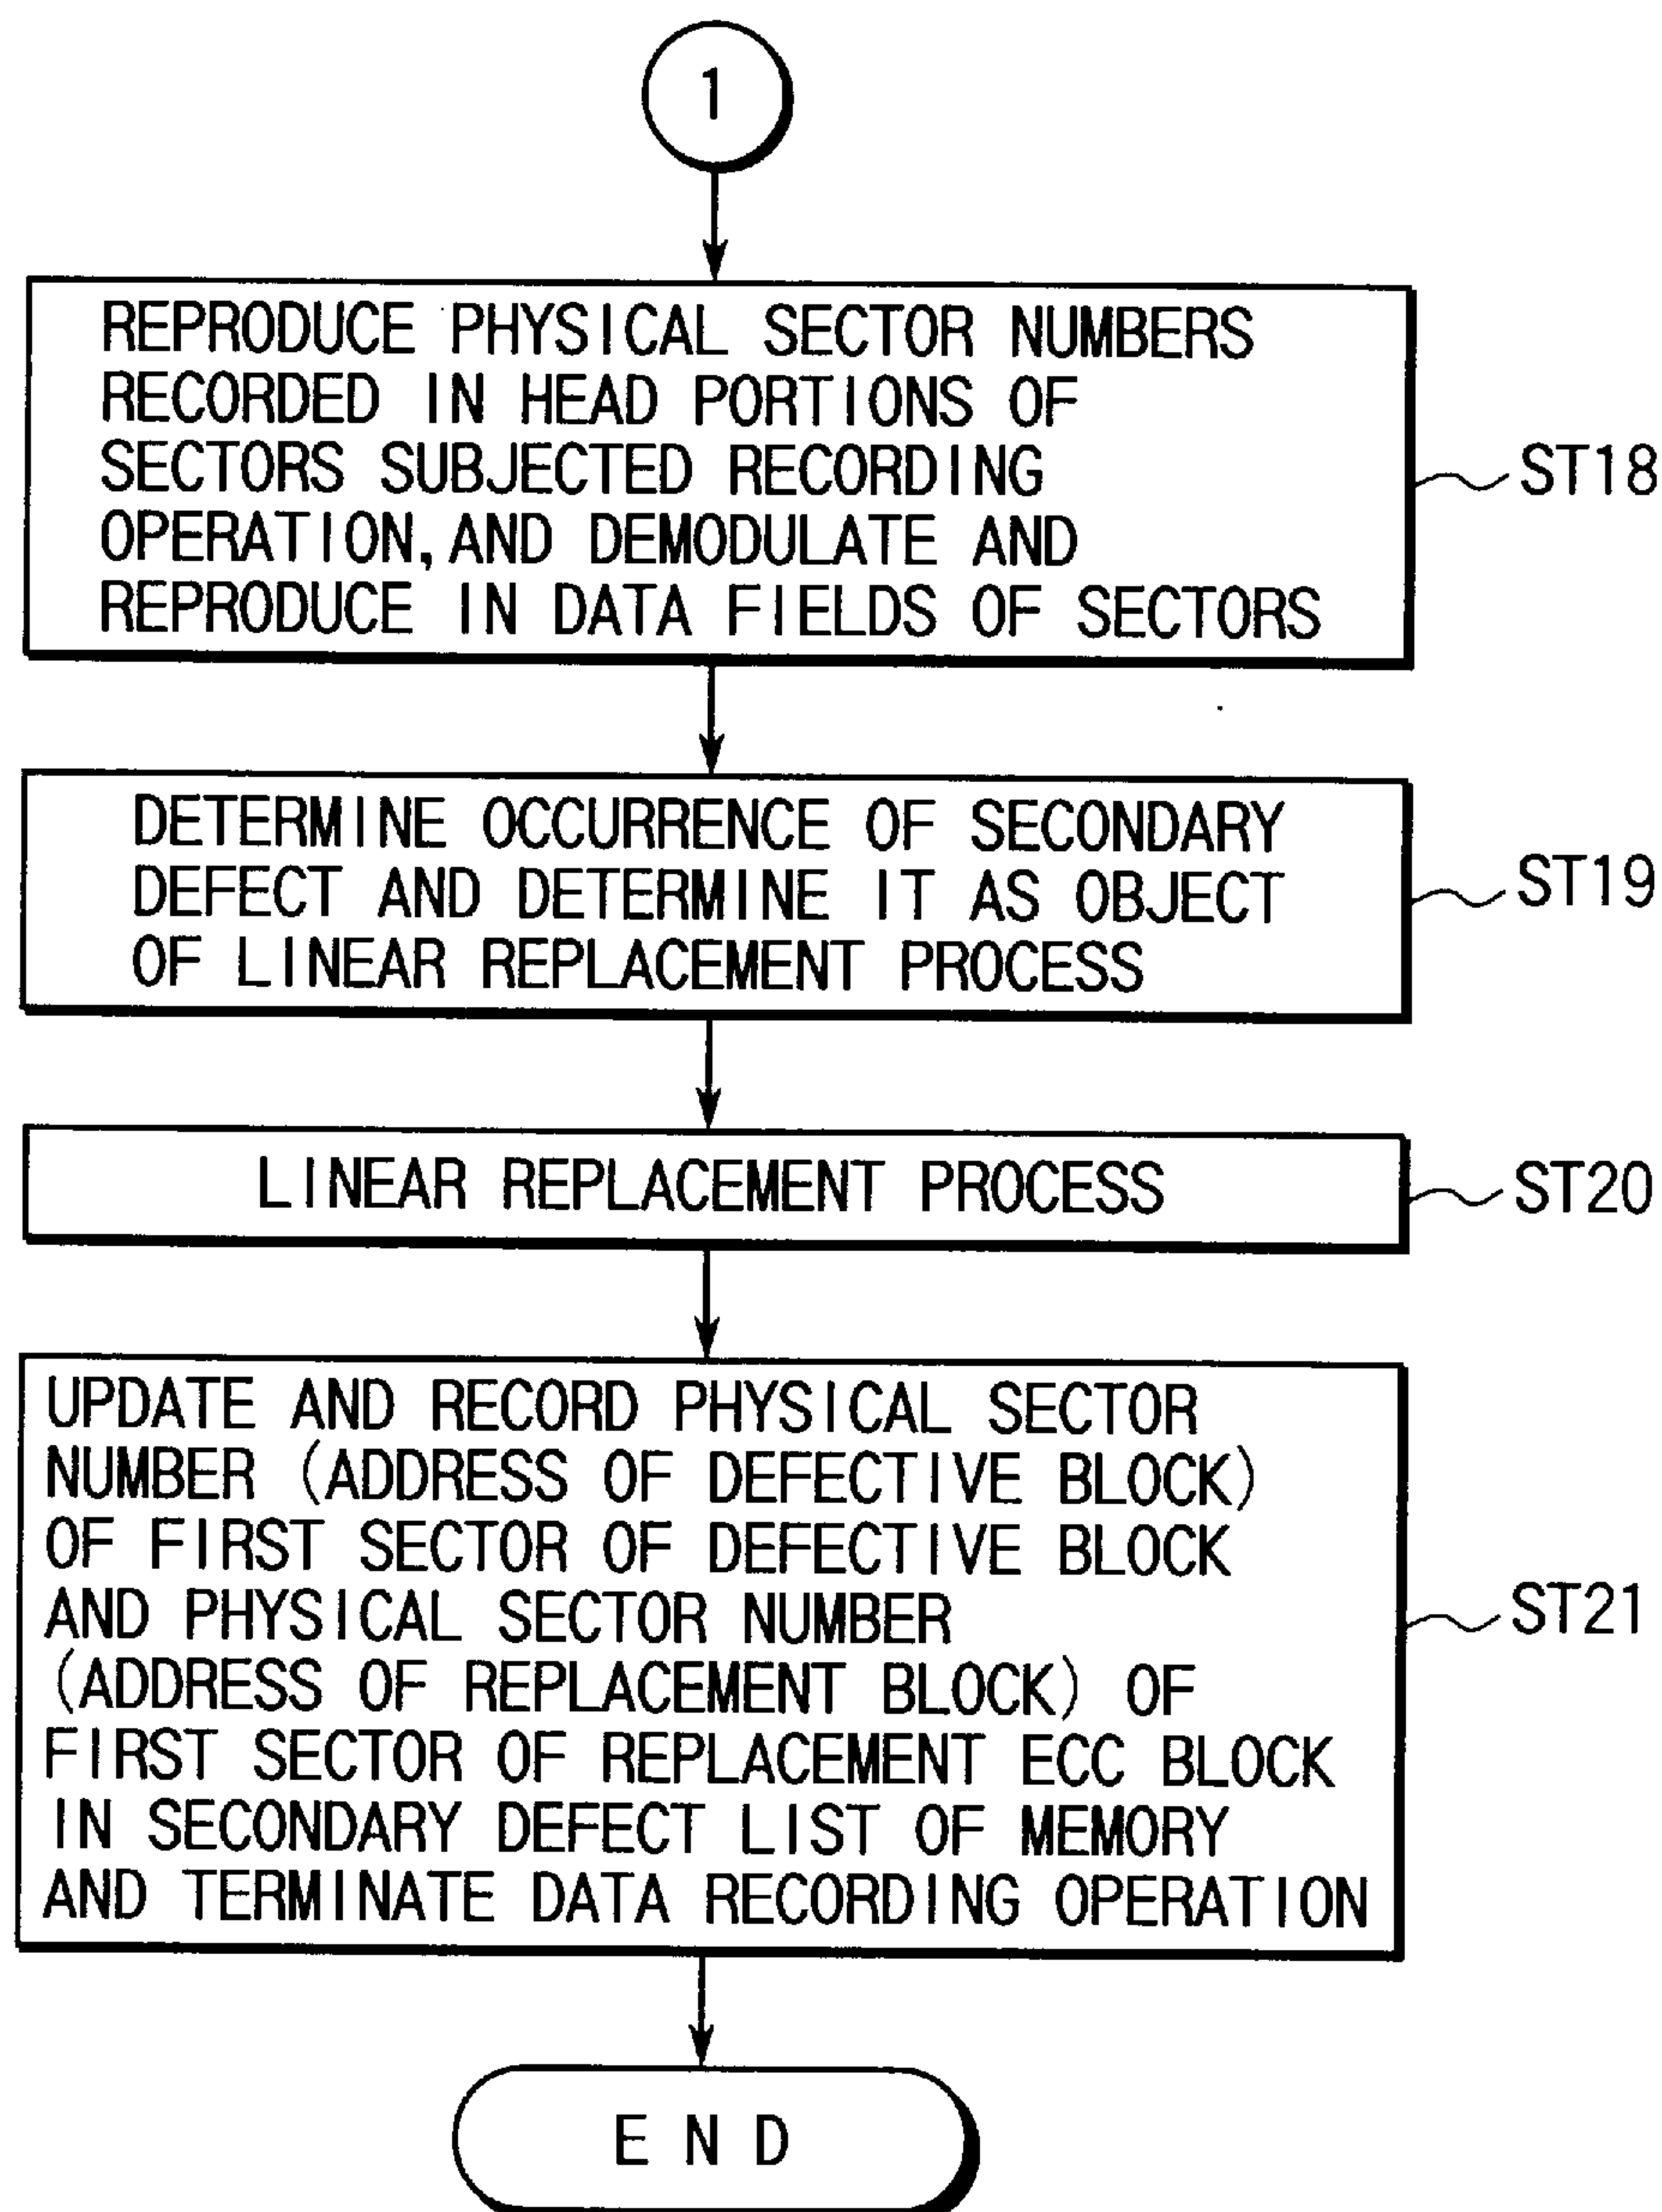 1
REPRODUCE PHYSICAL SECTOR NUMBERS
RECORDED IN HEAD PORTIONS OF
SECTORS SUBJECTED RECORDING
OPERATION, AND DEMODULATE AND
REPRODUCE IN DATA FIELDS OF SECTORS
ST18
DETERMINE OCCURRENCE OF SECONDARY
DEFECT AND DETERMINE IT AS OBJECT
OF LINEAR REPLACEMENT PROCESS
ST19
LINEAR REPLACEMENT PROCESS
ST20
UPDATE AND RECORD PHYSICAL SECTOR
NUMBER (ADDRESS OF DEFECTIVE BLOCK)
OF FIRST SECTOR OF DEFECTIVE BLOCK
AND PHYSICAL SECTOR NUMBER
(ADDRESS OF REPLACEMENT BLOCK) OF
FIRST SECTOR OF REPLACEMENT ECC BLOCK
IN SECONDARY DEFECT LIST OF MEMORY
AND TERMINATE DATA RECORDING OPERATION
ST21
END